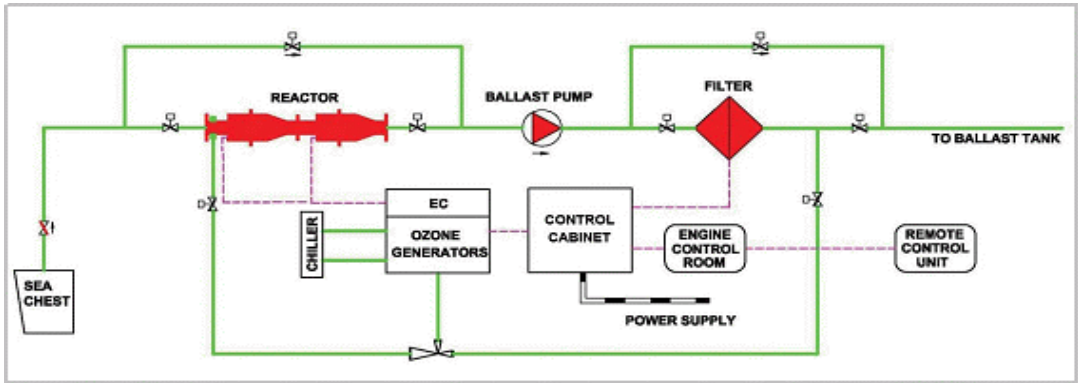 REACTOR
BALLAST PUMP
FILTER
TO BALLAST TANK
EC
OZONE
GENERATORS
CHILLER
CONTROL
CABINET
ENGINE
CONTROL
ROOM
REMOTE
CONTROL
UNIT
SEA
CHEST
POWER SUPPLY